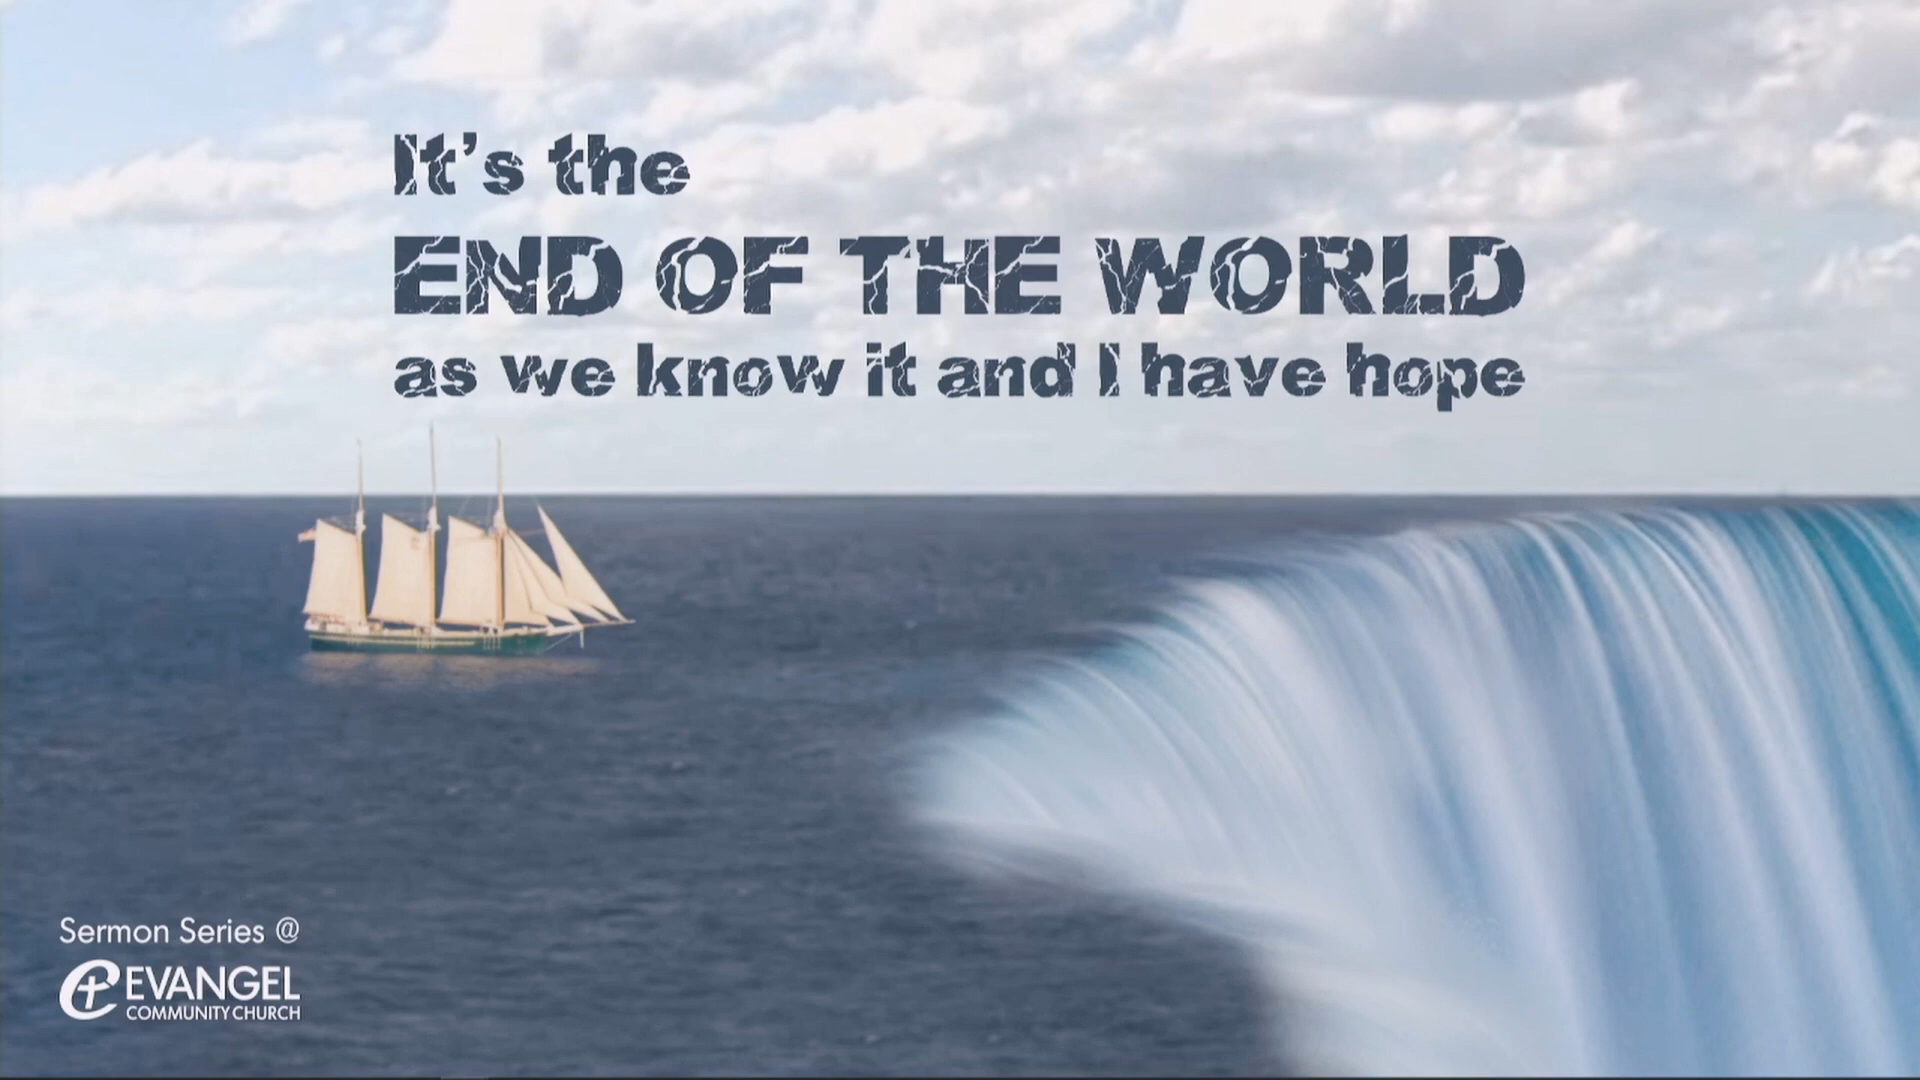 It's the
END OF THE WORLD
as we know it and I have hope
Sermon Series @
EVANGEL
COMMUNITY CHURCH